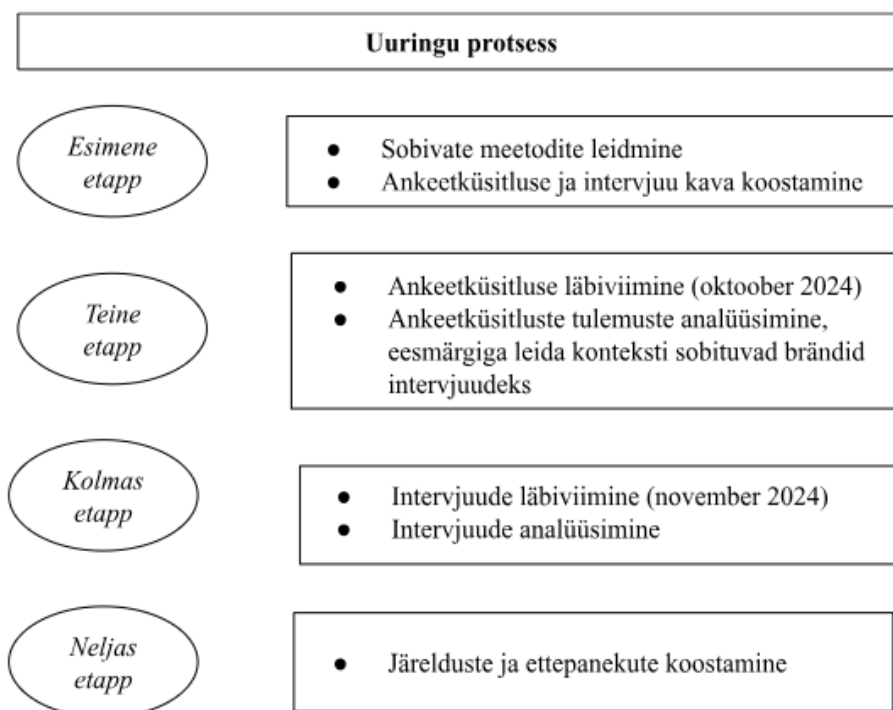 Uuringu protsess
Esimene
etapp
● Sobivate meetodite leidmine
● Ankeetküsitluse ja intervjuu kava koostamine
Teine
etapp
● Ankeetküsitluse läbiviimine (oktoober 2024)
● Ankeetküsitluste tulemuste analüüsimine,
eesmärgiga leida konteksti sobituvad brändid
intervjuudeks
Kolmas
etapp
● Intervjuude läbiviimine (november 2024)
● Intervjuude analüüsimine
Neljas
etapp
● Järelduste ja ettepanekute koostamine